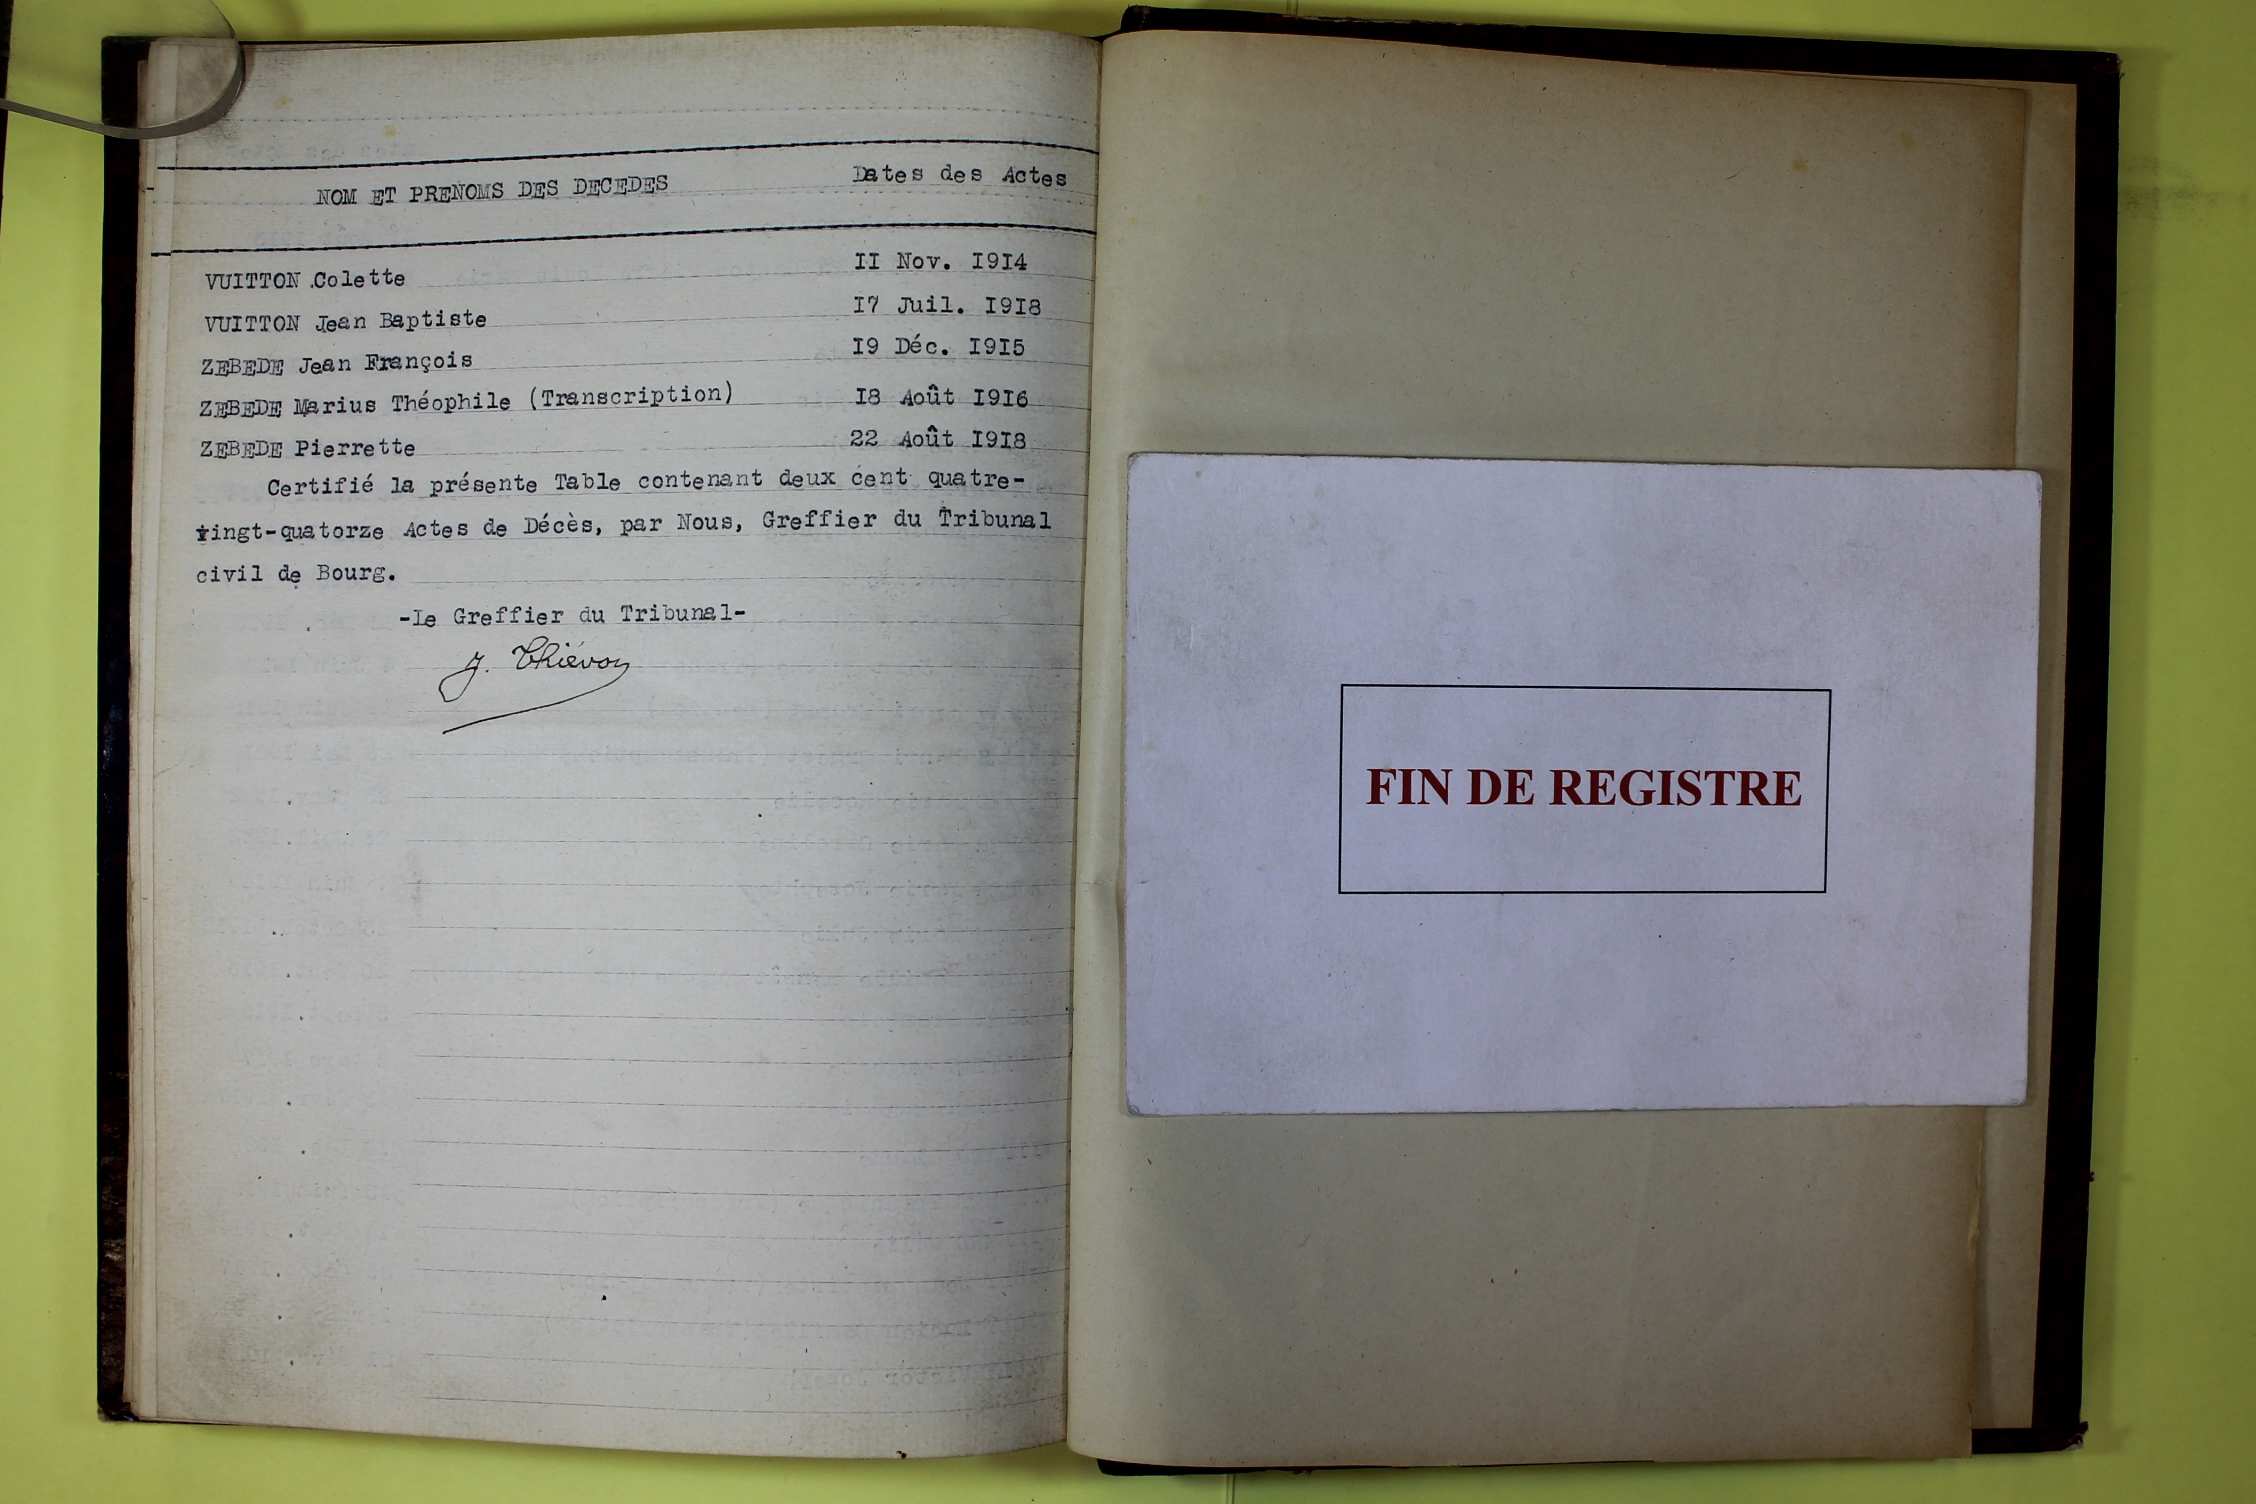 NOM ET PRENOMS DES DECEDES Dates des Actes
VUITTON Colette II Nov. I9I4
VUITTON Jean Baptiste I7 Juil. I9I8
ZEBEDE Jean François I9 Déc. I9I5
ZEBEDE Marius Théophile (Transcription) I8 Août I9I6
ZEBEDE Pierrette 22 Août I9I8
Certifié la présente Table contenant deux cent quatre-
vingt-quatorze Actes de Décès, par Nous, Greffier du Tribunal
civil de Bourg.
-Le Greffier du Tribunal-
J. Thiévon
FIN DE REGISTRE